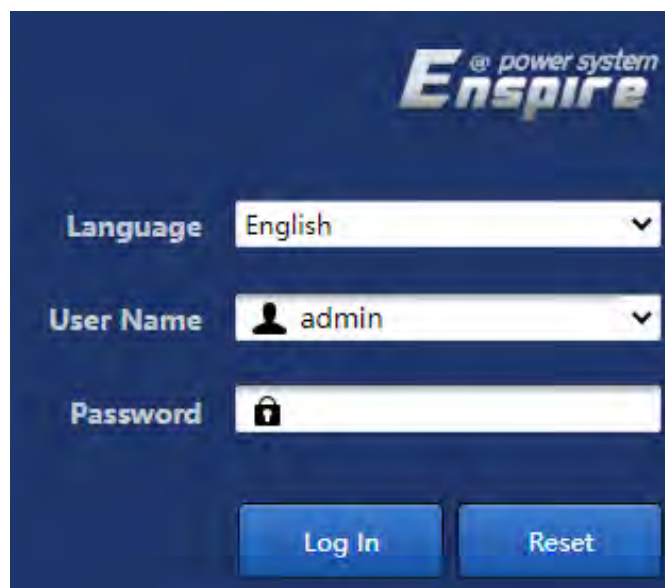 @ power system
Enspire
Language English
User Name admin
Password
Log In Reset